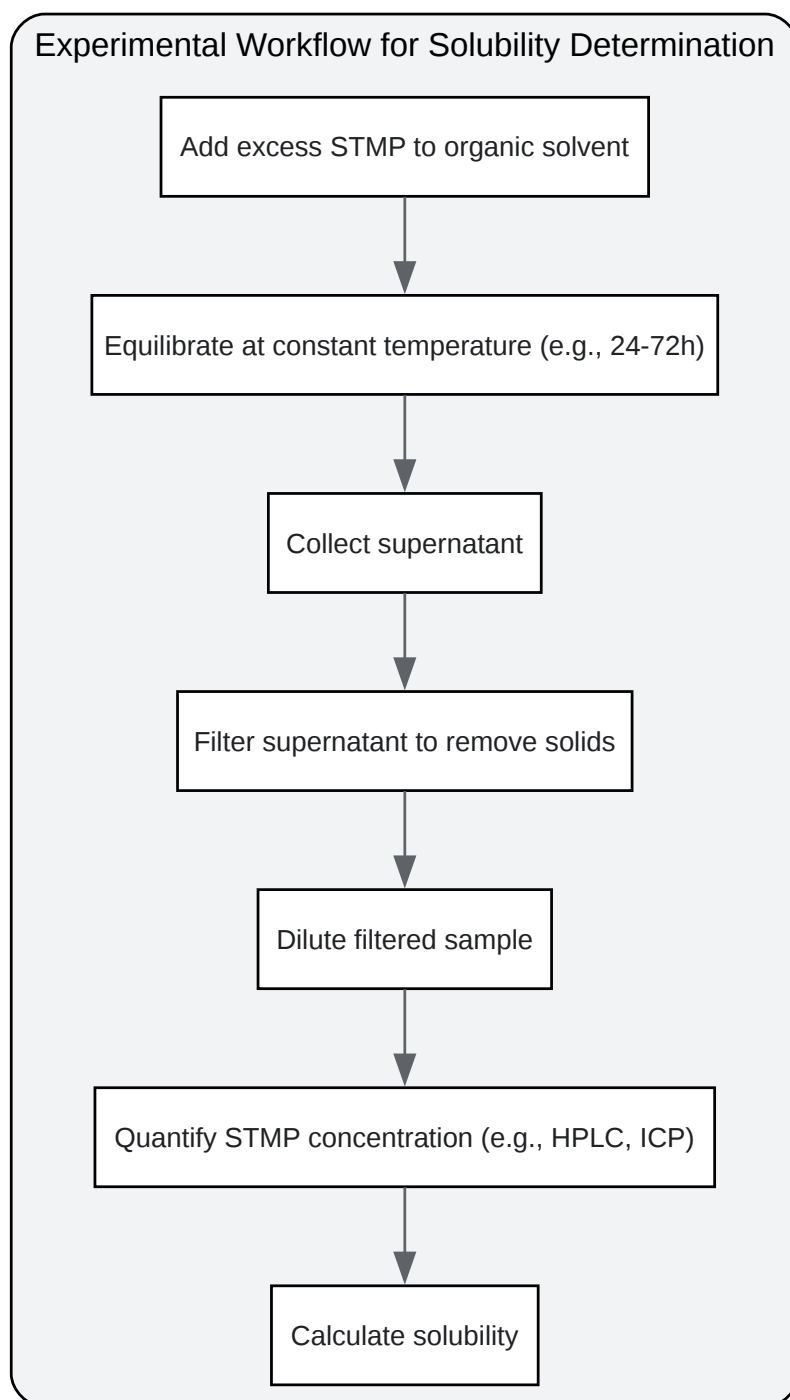 Experimental Workflow for Solubility Determination
Add excess STMP to organic solvent
Equilibrate at constant temperature (e.g., 24-72h)
Collect supernatant
Filter supernatant to remove solids
Dilute filtered sample
Quantify STMP concentration (e.g., HPLC, ICP)
Calculate solubility